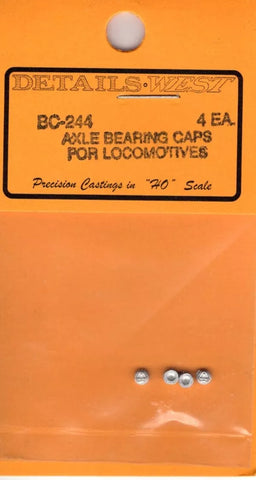 DETAILS WEST
BC-244 4 EA.
AXLE BEARING CAPS
FOR LOCOMOTIVES
Precision Castings in "HO" Scale